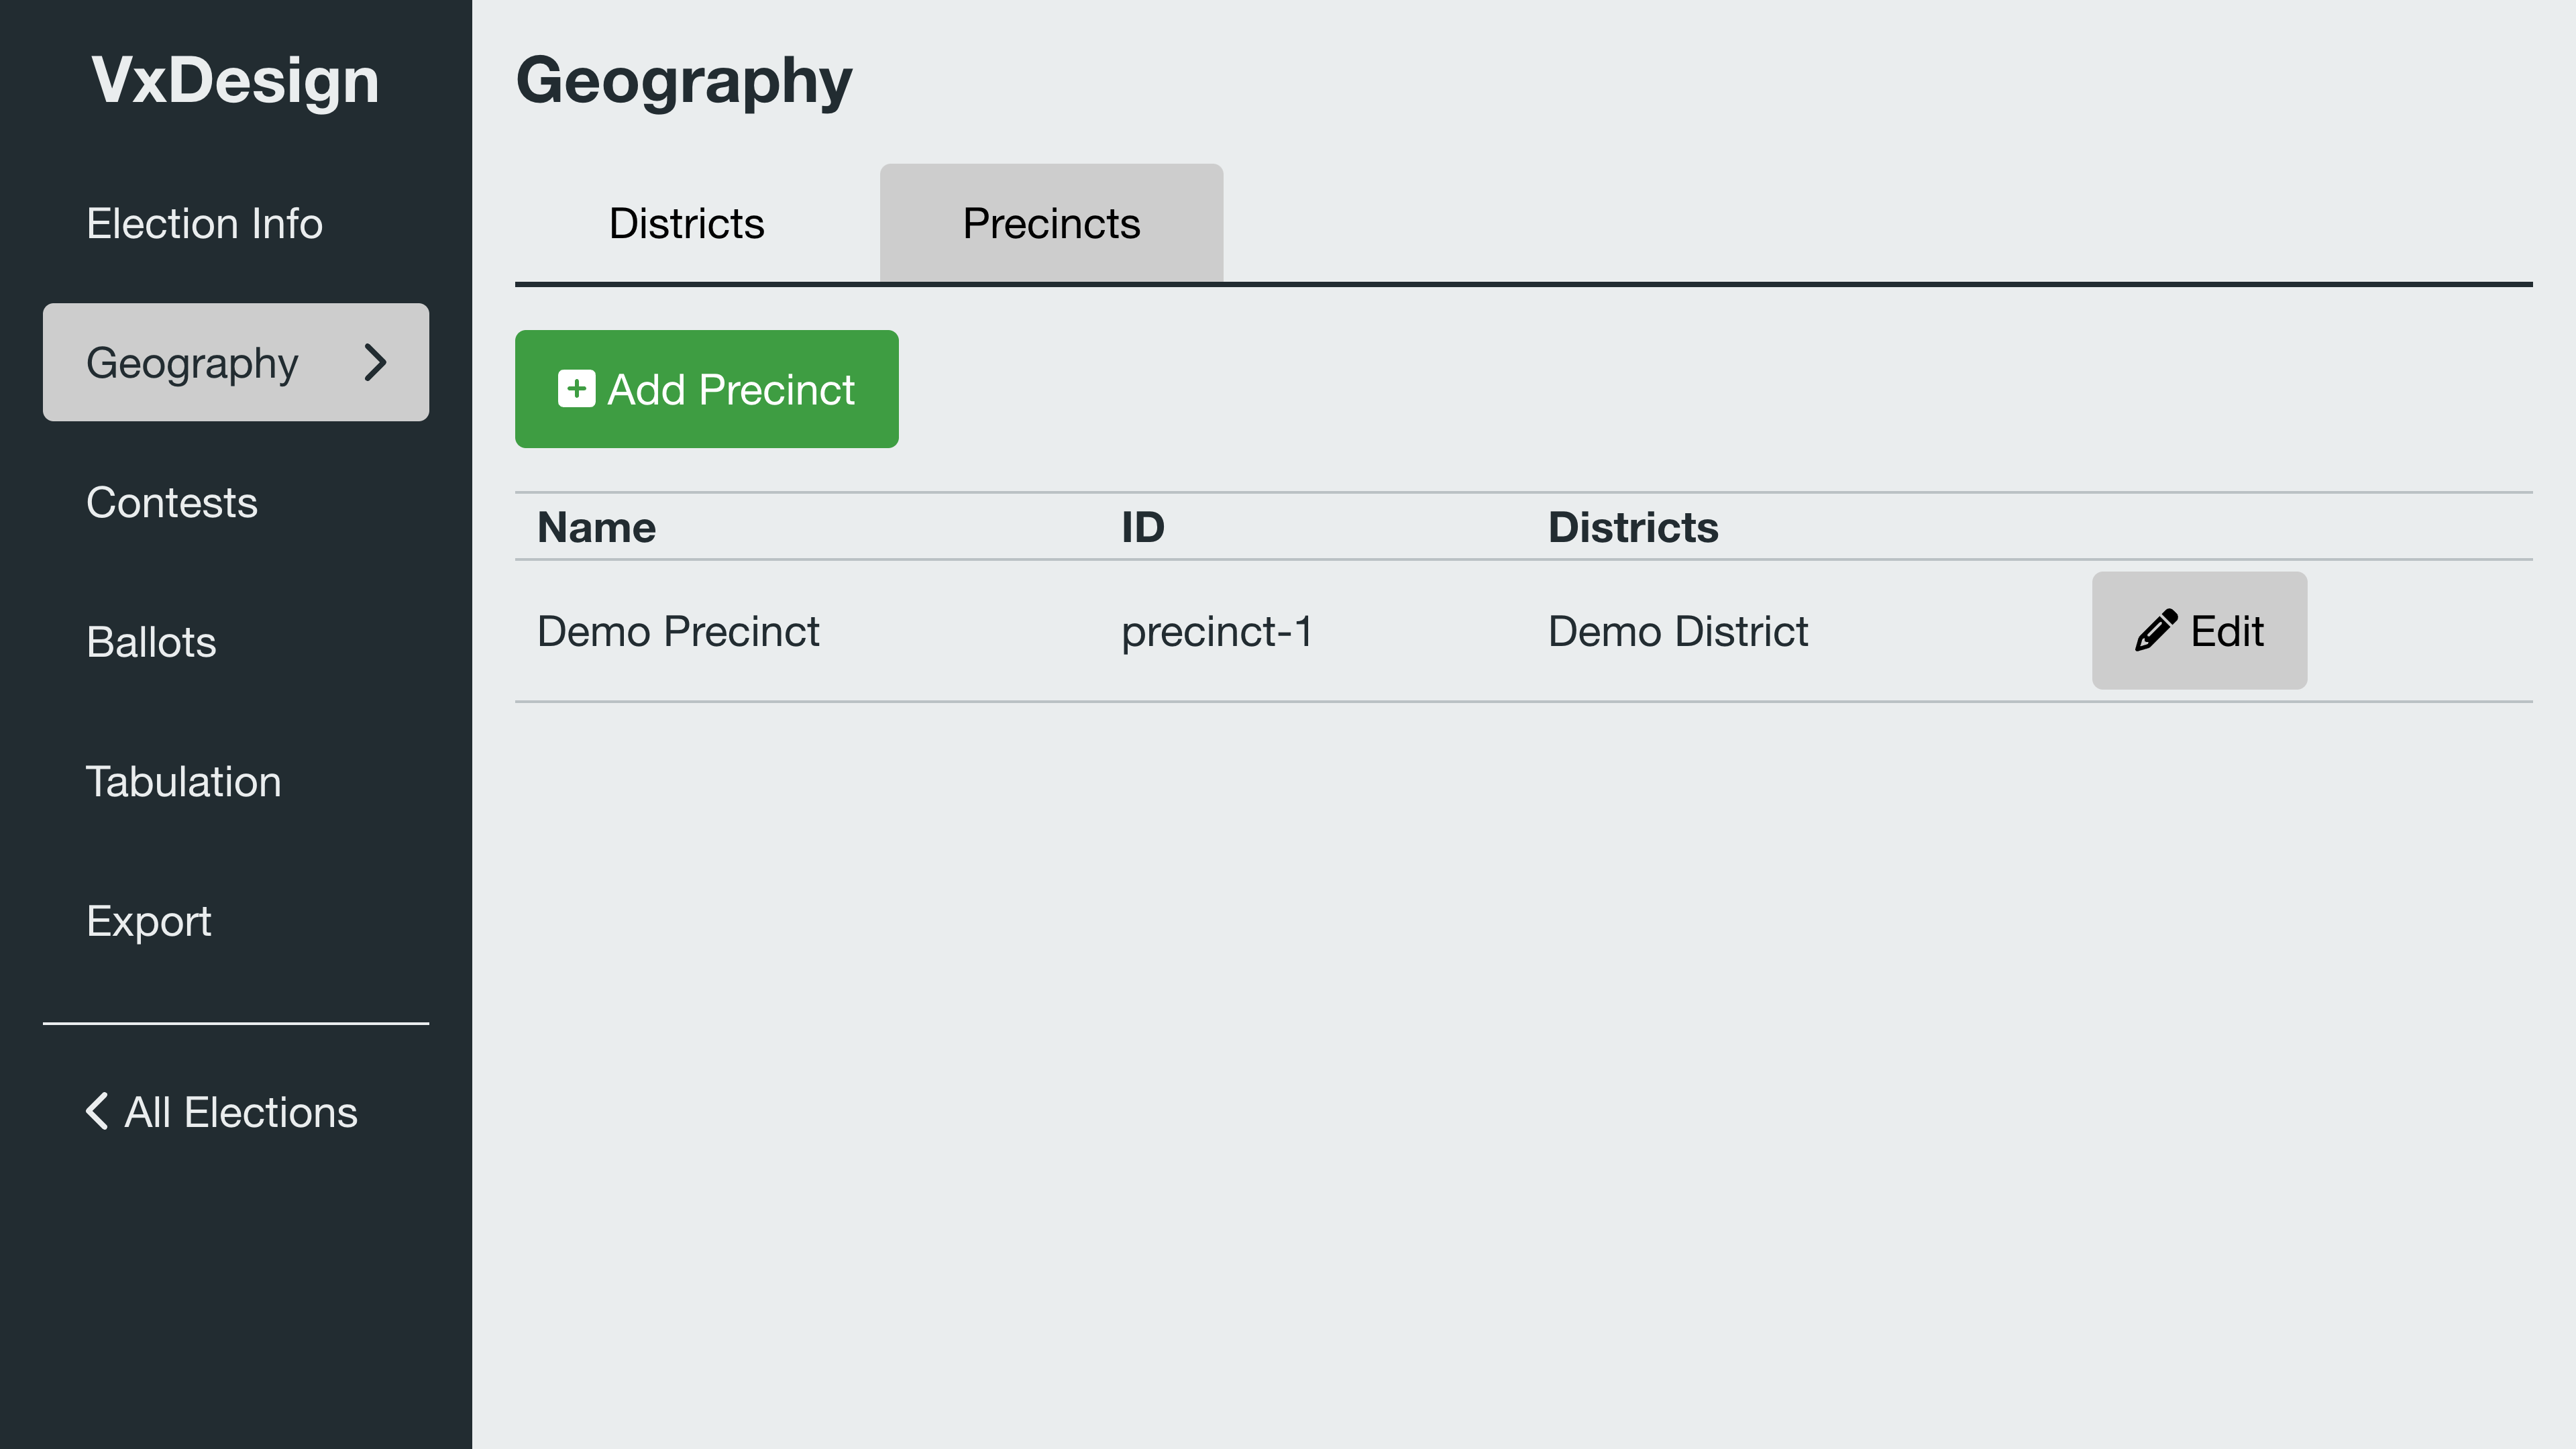 VxDesign
Election Info
Geography
Contests
Ballots
Tabulation
Export
All Elections
Geography
Districts Precincts
Add Precinct
Name ID Districts
Demo Precinct precinct-1 Demo District Edit